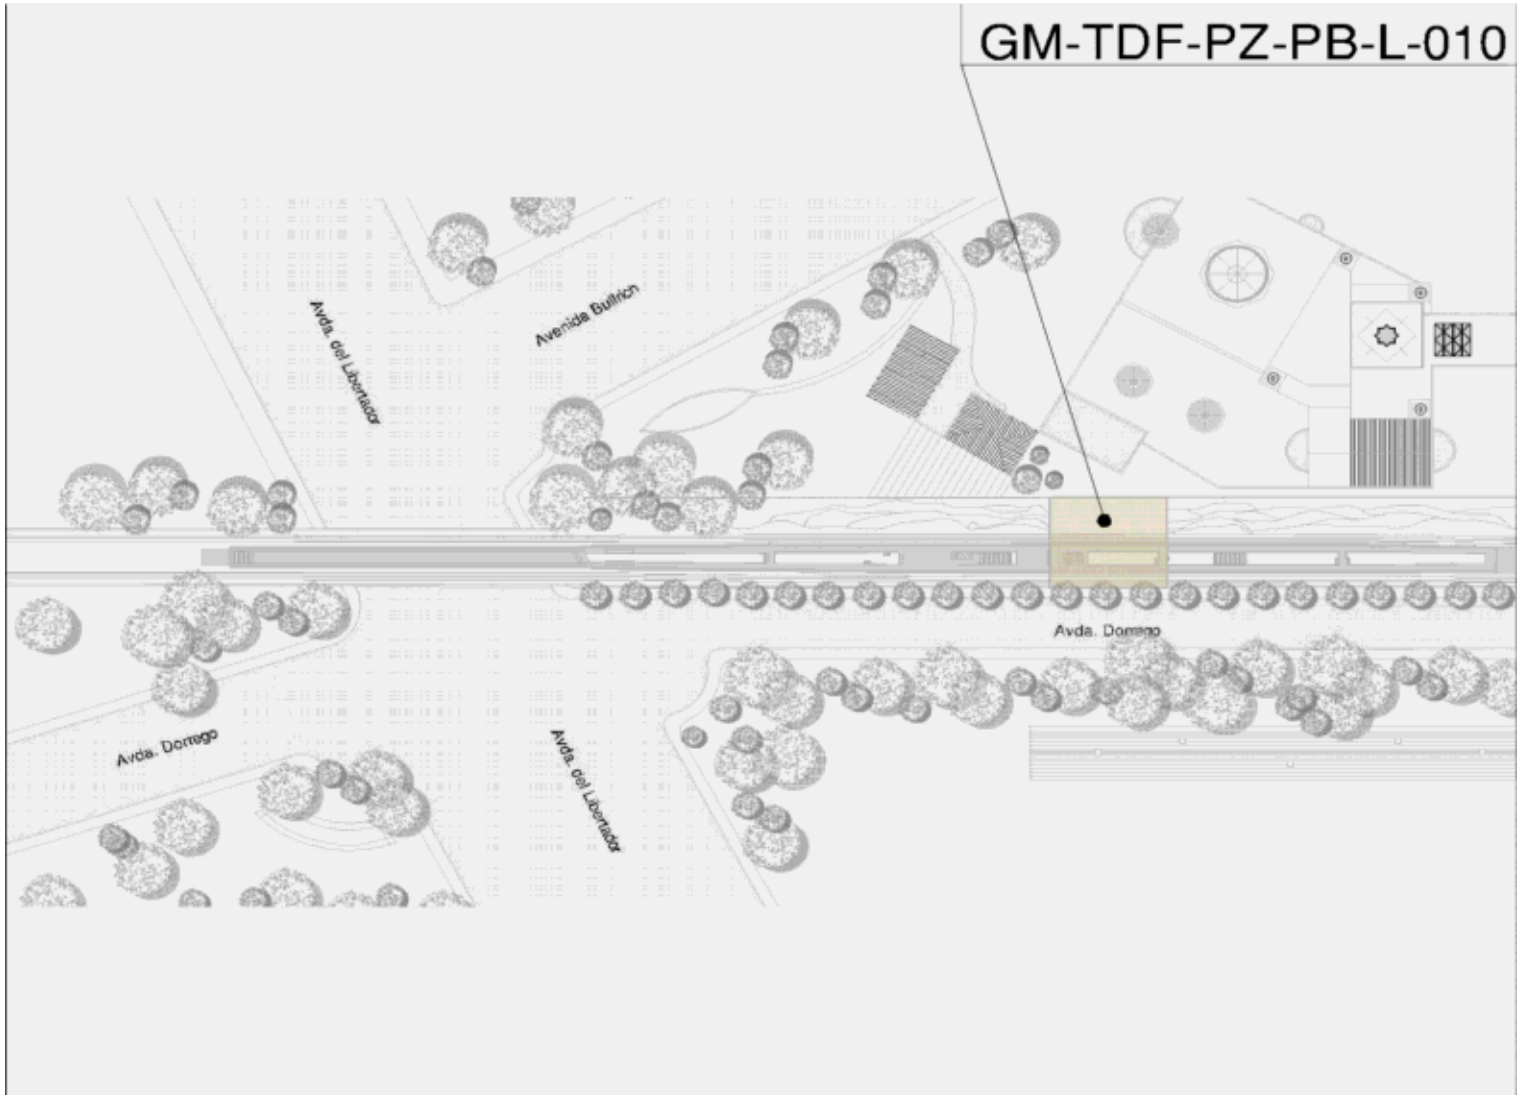 GM-TDF-PZ-PB-L-010
Avda. del Libertador
Avenida Bullrich
Avda. Dorrego
Avda. Dorrego
Avda. del Libertador